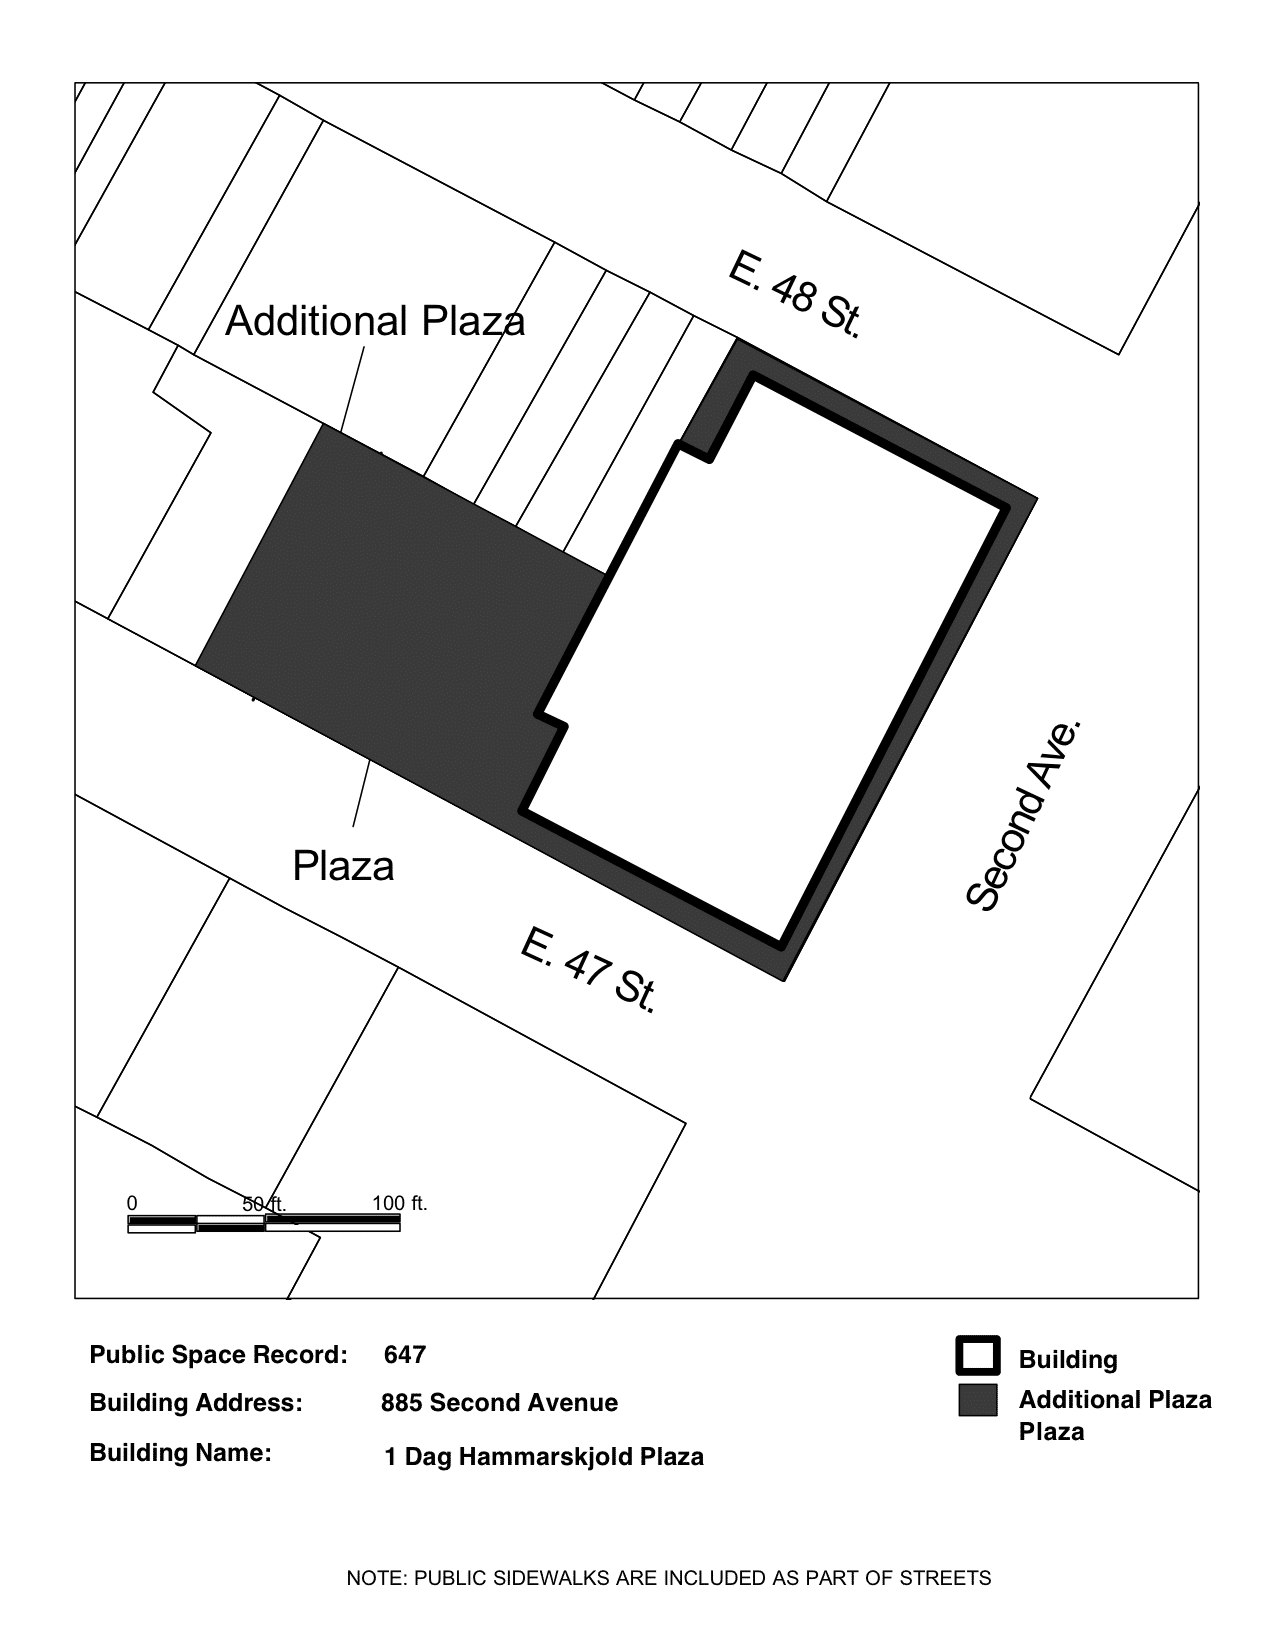 E. 48 St.
Additional Plaza
Second Ave.
Plaza
E. 47 St.
0 50 ft. 100 ft.
Public Space Record: 647
Building Address: 885 Second Avenue
Building Name: 1 Dag Hammarskjold Plaza
Building
Additional Plaza
Plaza
NOTE: PUBLIC SIDEWALKS ARE INCLUDED AS PART OF STREETS